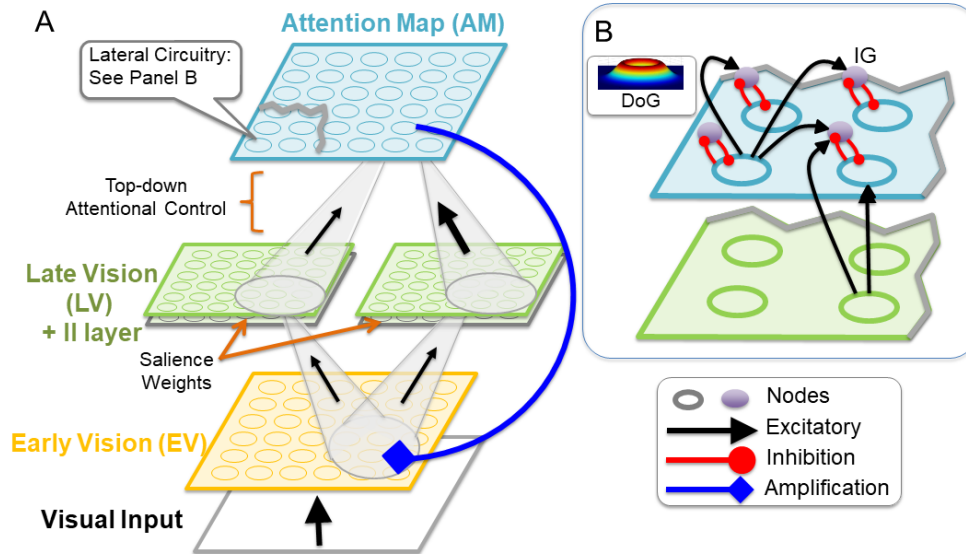 A
Attention Map (AM)
Lateral Circuitry:
See Panel B
Top-down
Attentional Control
Late Vision
(LV)
+ II layer
Salience
Weights
Early Vision (EV)
Visual Input
B
IG
DoG
Nodes
Excitatory
Inhibition
Amplification